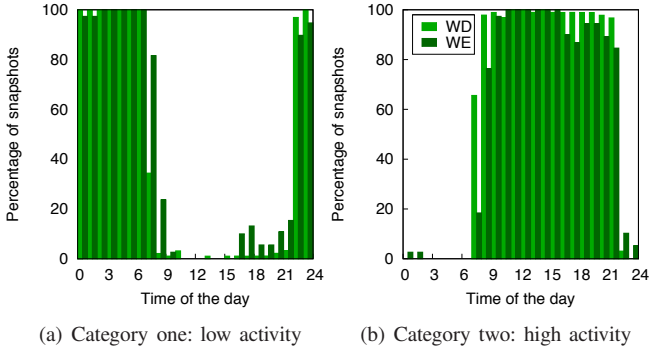 Percentage of snapshots
100
80
60
40
20
0
0 3 6 9 12 15 18 21 24
Time of the day
(a) Category one: low activity
Percentage of snapshots
100
80
60
40
20
0
WD
WE
0 3 6 9 12 15 18 21 24
Time of the day
(b) Category two: high activity